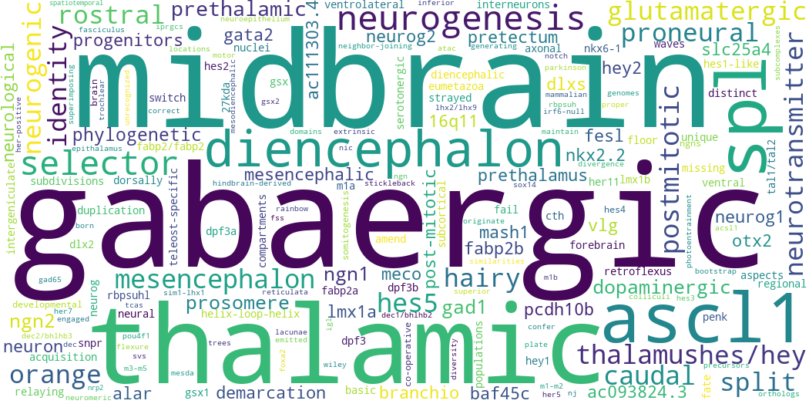 spatiotemporal
neuroepithelium
ventrolateral
inferior
interneurons
rostral
prethalamic
neurogenesis
glutamatergic
iprgcs
fasciculus
progenitors
gata2
locations
nuclei
ac111303.4
neighbor-joining
atac
generating
neurog2
pretectum
axonal
nkx6-1
notch
waves
proneural
slc25a4
subcomplexes
hes1-like
neurogenic
neurological
her-positive
identity
superimposing
brain
trochlear
motor
hes2
switch
correct
27kda
mesodiencephalic
gsx
gsx2
midbrain
serotonergic
diencephalic
eumetazoa
strayed
16q11
dlxs
parkinson
mammalian
lhx2/lhx9
rbpsuh
hey2
genomes
proper
irf6-null
distinct
commitment
spl
neurotransmitter
phylogenetic
epithalamus
fabp2/fabp2
domains
extrinsic
maintain
divergence
fesl
floor
unique
ngns
missing
selector
diencephalon
nkx2.2
tal1/tal2
intergeniculate
subdivisions
dorsally
teleost-specific
mesencephalic
hindbrain-derived
nic
ngn
stickleback
m1a
sox14
prethalamus
her11
lmx1b
ventral
postmitotic
gabaergic
duplication
born
dlx2
gad65
dpf3a
compartments
rainbow
fss
somitogenesis
originate
amend
similarities
post-mitotic
subcortical
fail
mash1
fabp2b
cth
hes4
vlg
forebrain
neurog1
acsl1
otx2
photoentrainment
bootstrap
aspects
regional
developmental
mesencephalon
ngn1
meco
fabp2a
dpf3b
hairy
m1b
retroflexus
dopaminergic
colliculi
hes3
her7
engaged
neurog
rbpsuhl
tcas
sim1-lhx1
reticulata
prosomere
helix-loop-helix
lmx1a
dec1/bhlhb2
hes5
superior
gad1
pcdh10b
penk
ascl1
ngn2
dec2/bhlhb3
neural
pou4f1
flexure
lacunae
emitted
confer
plate
neuron
dec
5npr
svs
trees
foxa2
dpf3
co-operative
diversity
populations
hey1
thalamic
thalamushes/hey
acquisition
m3-m5
mesda
wiley
m1-m2
precursors
orange
relaying
nrp2
neuromeric
alar
gsx1
demarcation
basic
branchio
baf45c
nj
her5
caudal
ac093824.3
fate
split
orthologs